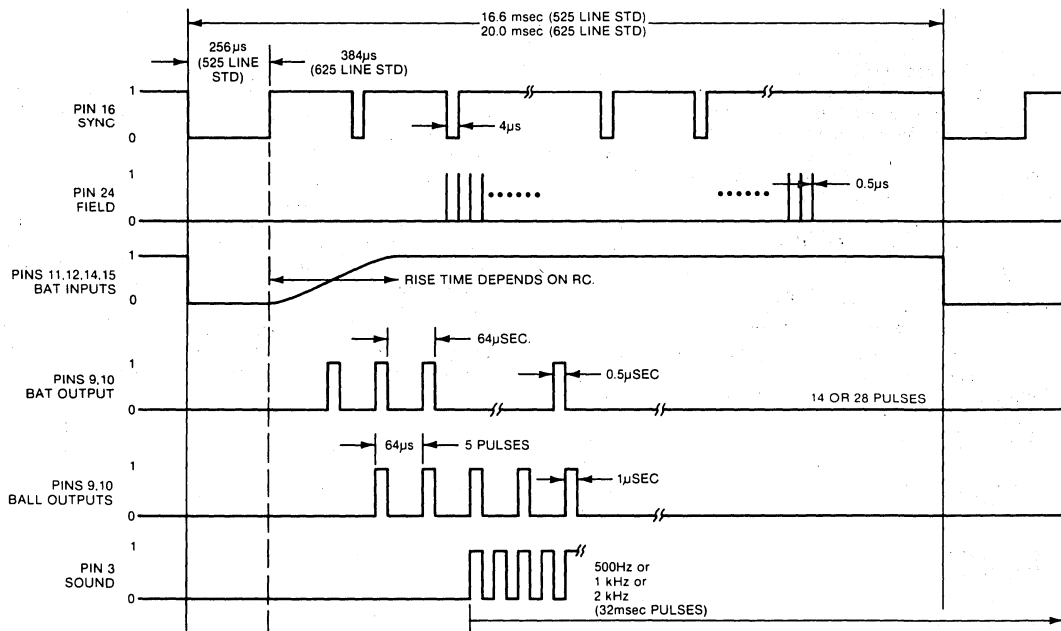 16.6 msec (525 LINE STD)
20.0 msec (625 LINE STD)
256µs
(525 LINE
STD)
384µs
(625 LINE STD)
PIN 16
SYNC
1
0
4µs
PIN 24
FIELD
1
0
0.5µs
PINS 11,12,14,15
BAT INPUTS
1
0
RISE TIME DEPENDS ON RC.
PINS 9,10
BAT OUTPUT
1
0
64µSEC.
0.5µSEC
14 OR 28 PULSES
PINS 9,10
BALL OUTPUTS
1
0
64µs
5 PULSES
1µSEC
PIN 3
SOUND
1
0
500Hz or
1 kHz or
2 kHz
(32msec PULSES)